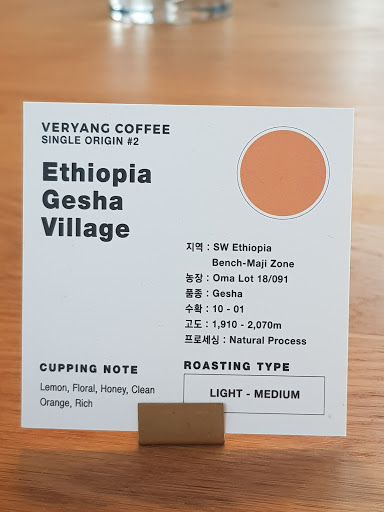 VERYANG COFFEE
SINGLE ORIGIN #2
Ethiopia
Gesha
Village
지역 : SW Ethiopia
Bench-Maji Zone
농장 : Oma Lot 18/091
품종 : Gesha
수확 : 10 - 01
고도 : 1,910 - 2,070m
프로세싱 : Natural Process
CUPPING NOTE
Lemon, Floral, Honey, Clean
Orange, Rich
ROASTING TYPE
LIGHT - MEDIUM